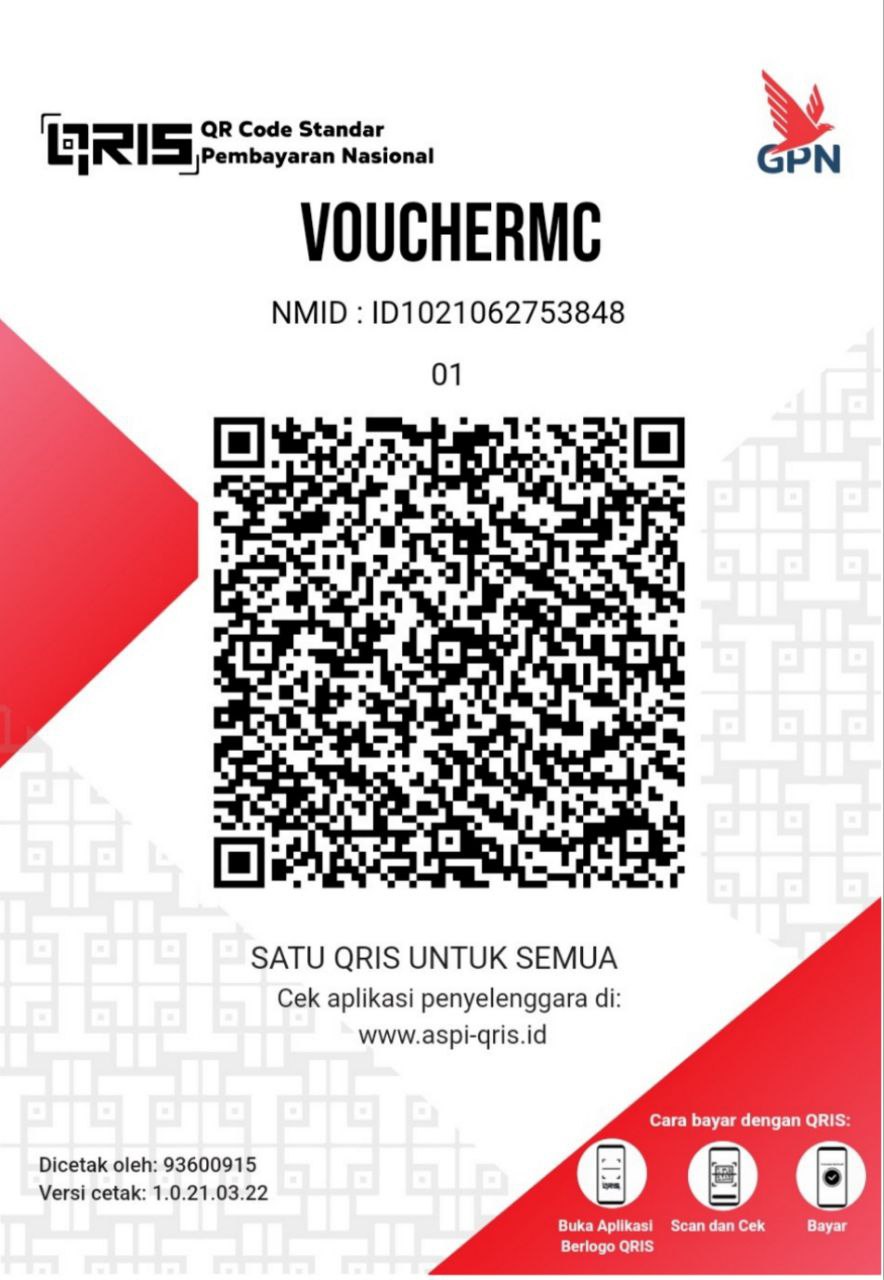 QRIS QR Code Standar
Pembayaran Nasional
GPN
VOUCHERMC
NMID : ID1021062753848
01
SATU QRIS UNTUK SEMUA
Cek aplikasi penyelenggara di:
www.aspi-qris.id
Cara bayar dengan QRIS:
Buka Aplikasi
Berlogo QRIS
Scan dan Cek
Bayar
Dicetak oleh: 93600915
Versi cetak: 1.0.21.03.22